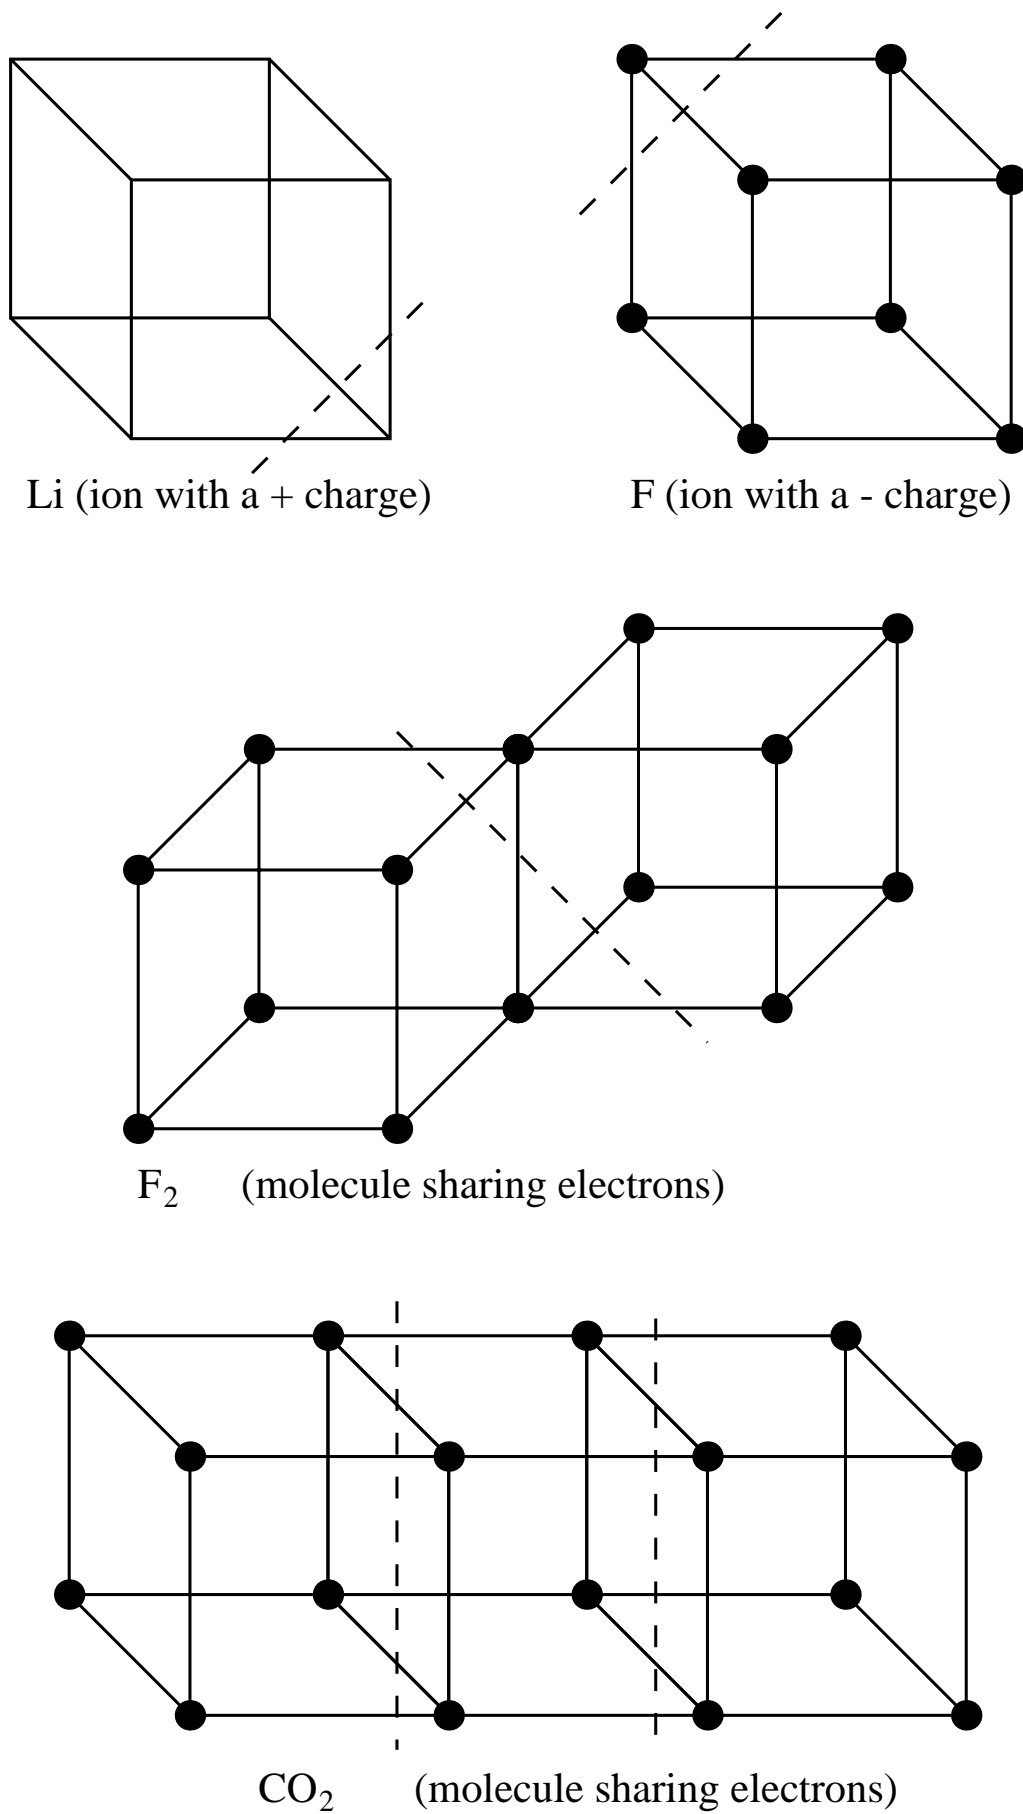 Li (ion with a + charge)
F (ion with a - charge)
F₂ (molecule sharing electrons)
CO₂ (molecule sharing electrons)